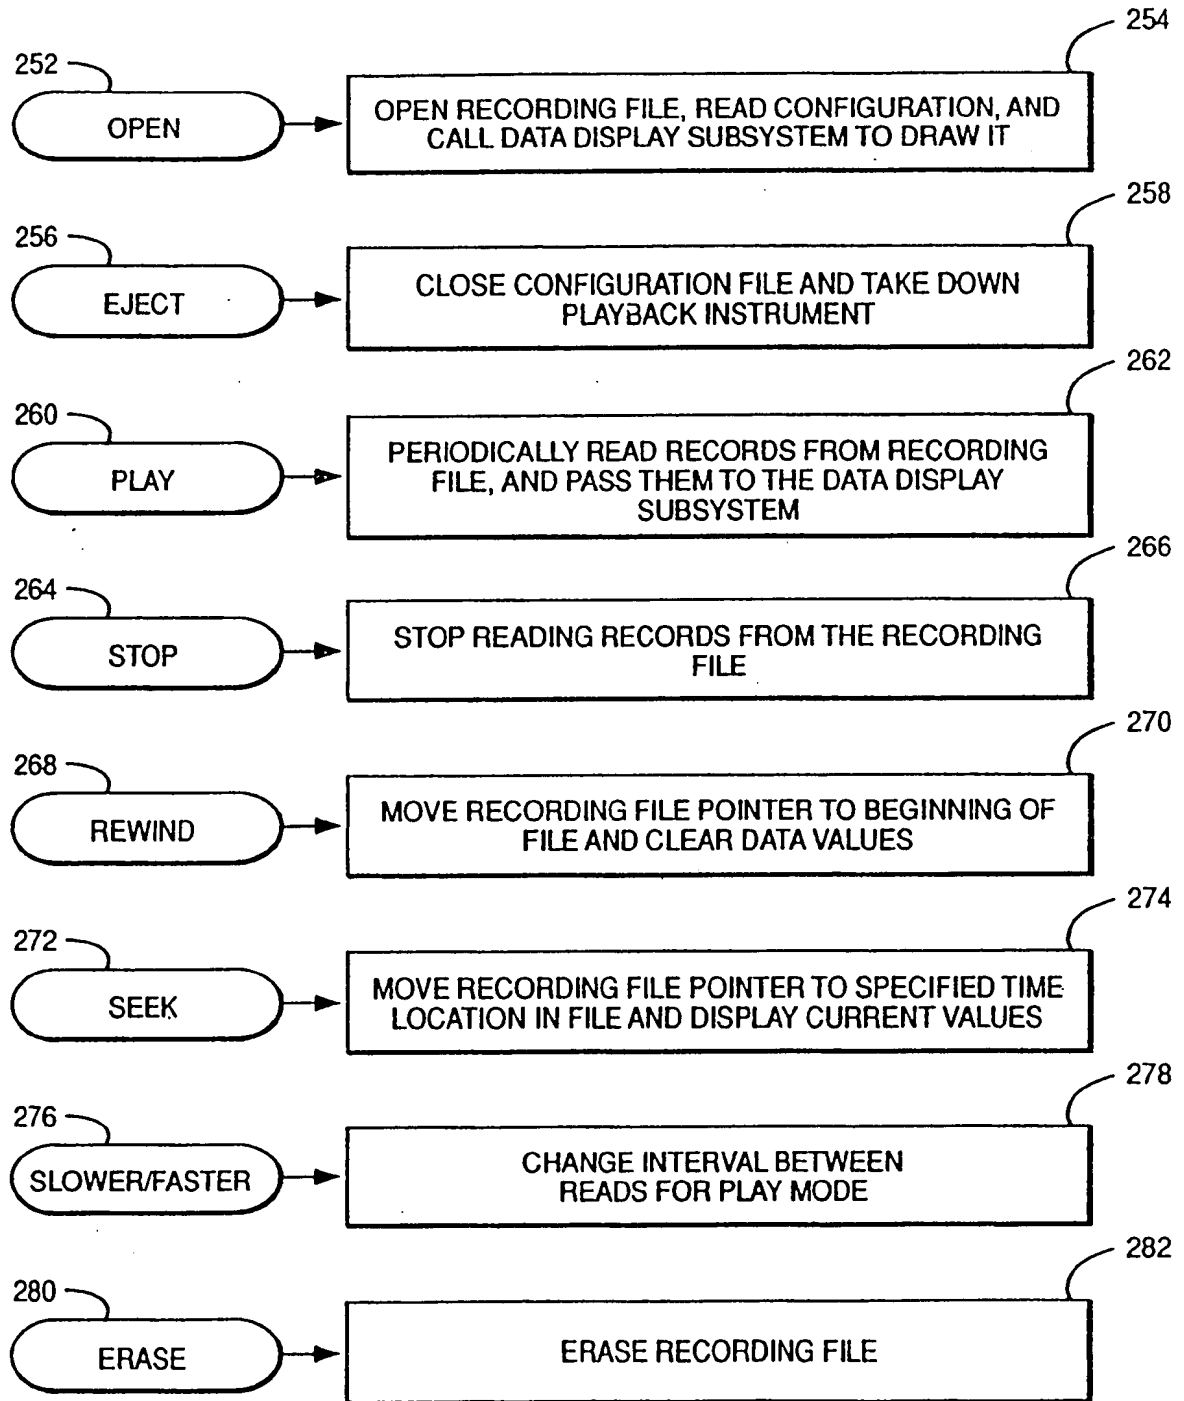 254
252
OPEN
OPEN RECORDING FILE, READ CONFIGURATION, AND
CALL DATA DISPLAY SUBSYSTEM TO DRAW IT
258
256
EJECT
CLOSE CONFIGURATION FILE AND TAKE DOWN
PLAYBACK INSTRUMENT
262
260
PLAY
PERIODICALLY READ RECORDS FROM RECORDING
FILE, AND PASS THEM TO THE DATA DISPLAY
SUBSYSTEM
266
264
STOP
STOP READING RECORDS FROM THE RECORDING
FILE
270
268
REWIND
MOVE RECORDING FILE POINTER TO BEGINNING OF
FILE AND CLEAR DATA VALUES
274
272
SEEK
MOVE RECORDING FILE POINTER TO SPECIFIED TIME
LOCATION IN FILE AND DISPLAY CURRENT VALUES
278
276
SLOWER/FASTER
CHANGE INTERVAL BETWEEN
READS FOR PLAY MODE
282
280
ERASE
ERASE RECORDING FILE